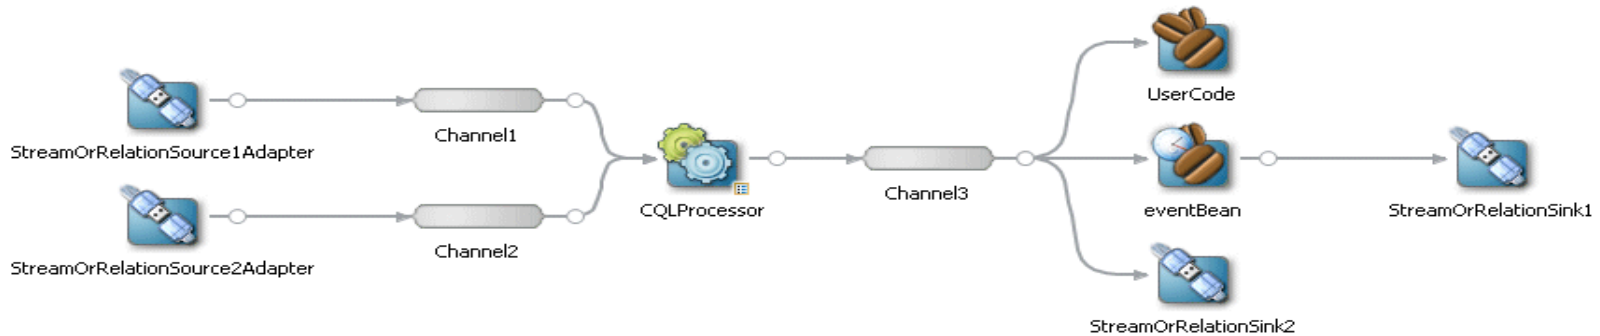 UserCode
StreamOrRelationSource1Adapter
Channel1
CQLProcessor
Channel3
eventBean
StreamOrRelationSink1
StreamOrRelationSource2Adapter
Channel2
StreamOrRelationSink2